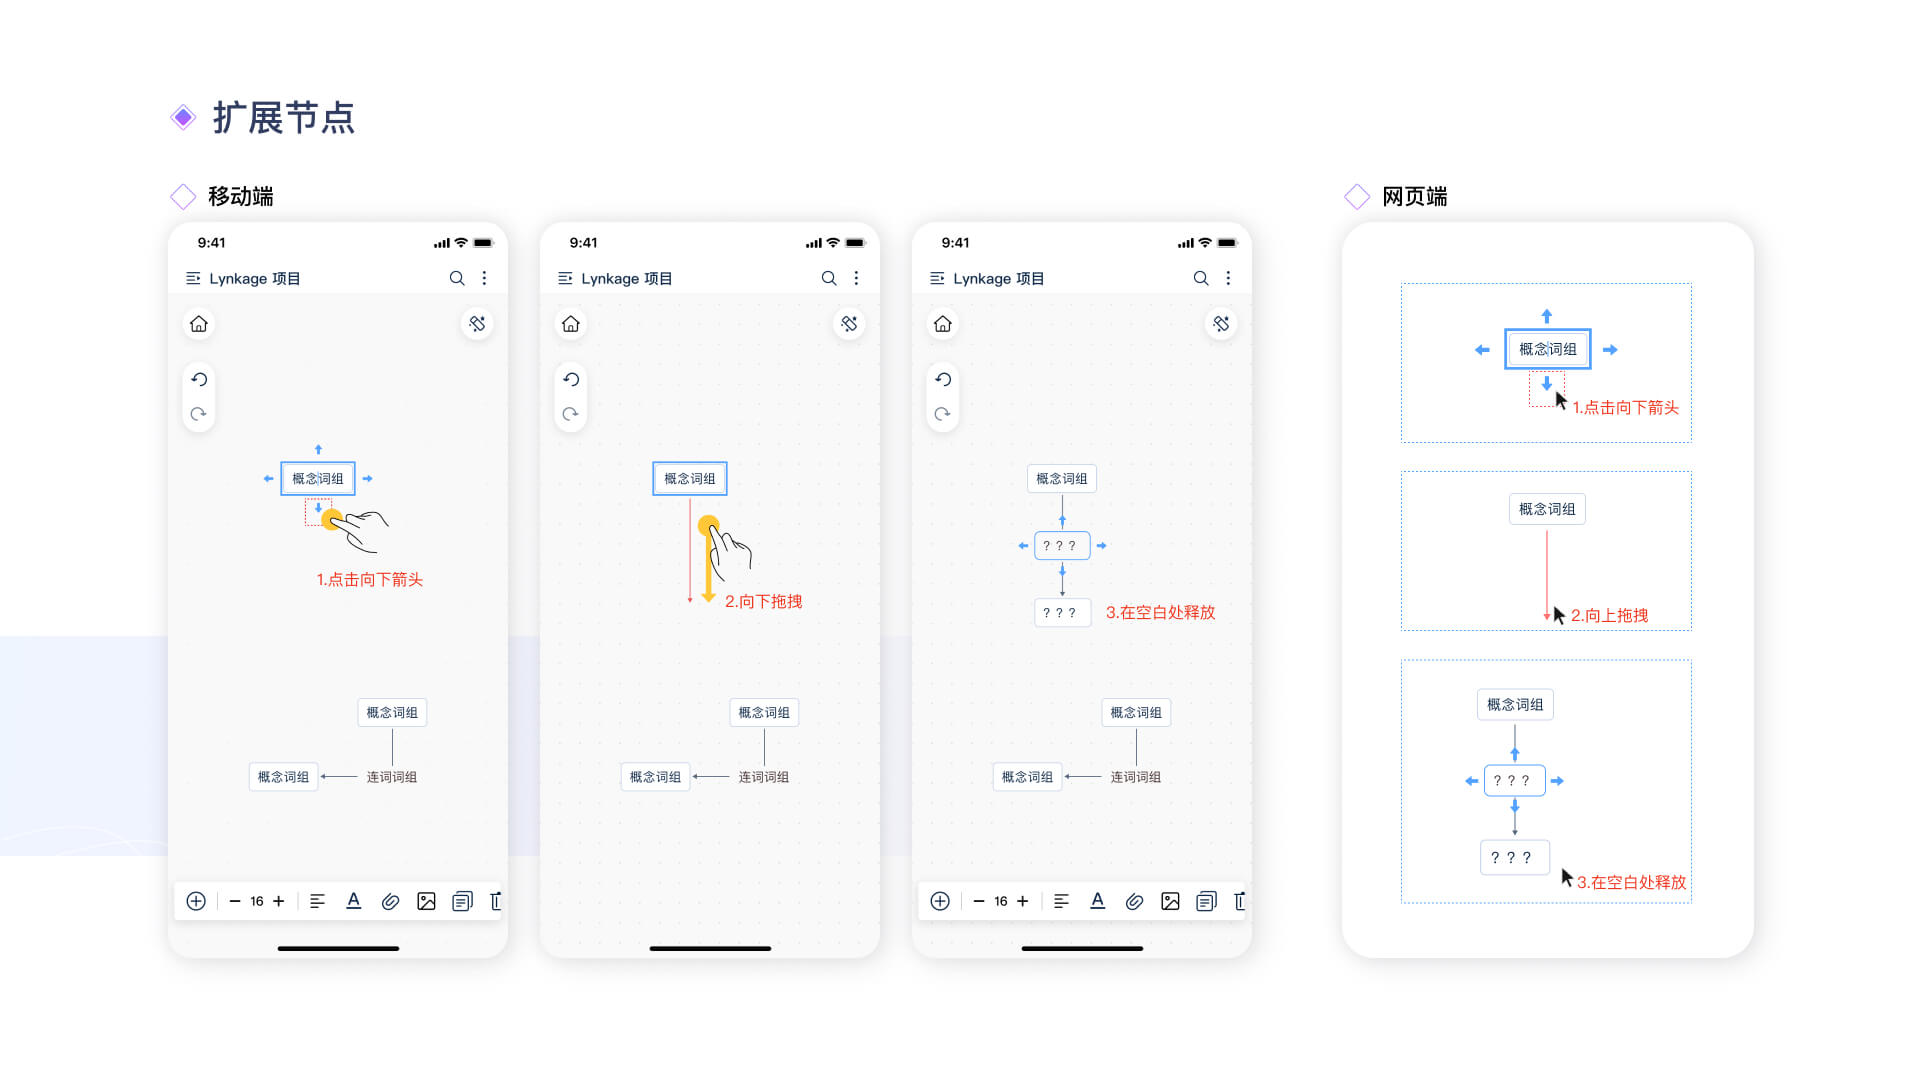 扩展节点
移动端
9:41
Lynkage 项目
概念词组
1.点击向下箭头
概念词组
概念词组
连词词组
16
A
9:41
Lynkage 项目
概念词组
2.向下拖拽
概念词组
概念词组
连词词组
9:41
Lynkage 项目
概念词组
? ? ?
? ? ?
3.在空白处释放
概念词组
概念词组
连词词组
16
A
网页端
概念词组
1.点击向下箭头
概念词组
2.向上拖拽
概念词组
? ? ?
? ? ?
3.在空白处释放